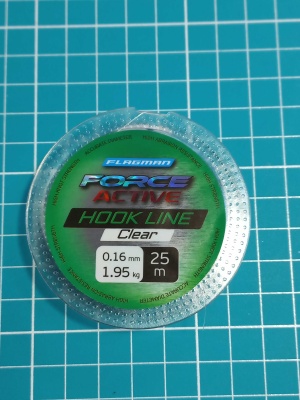 FLAGMAN
FORCE
ACTIVE
HOOK LINE
Clear
0.16 mm
1.95 kg
25
m